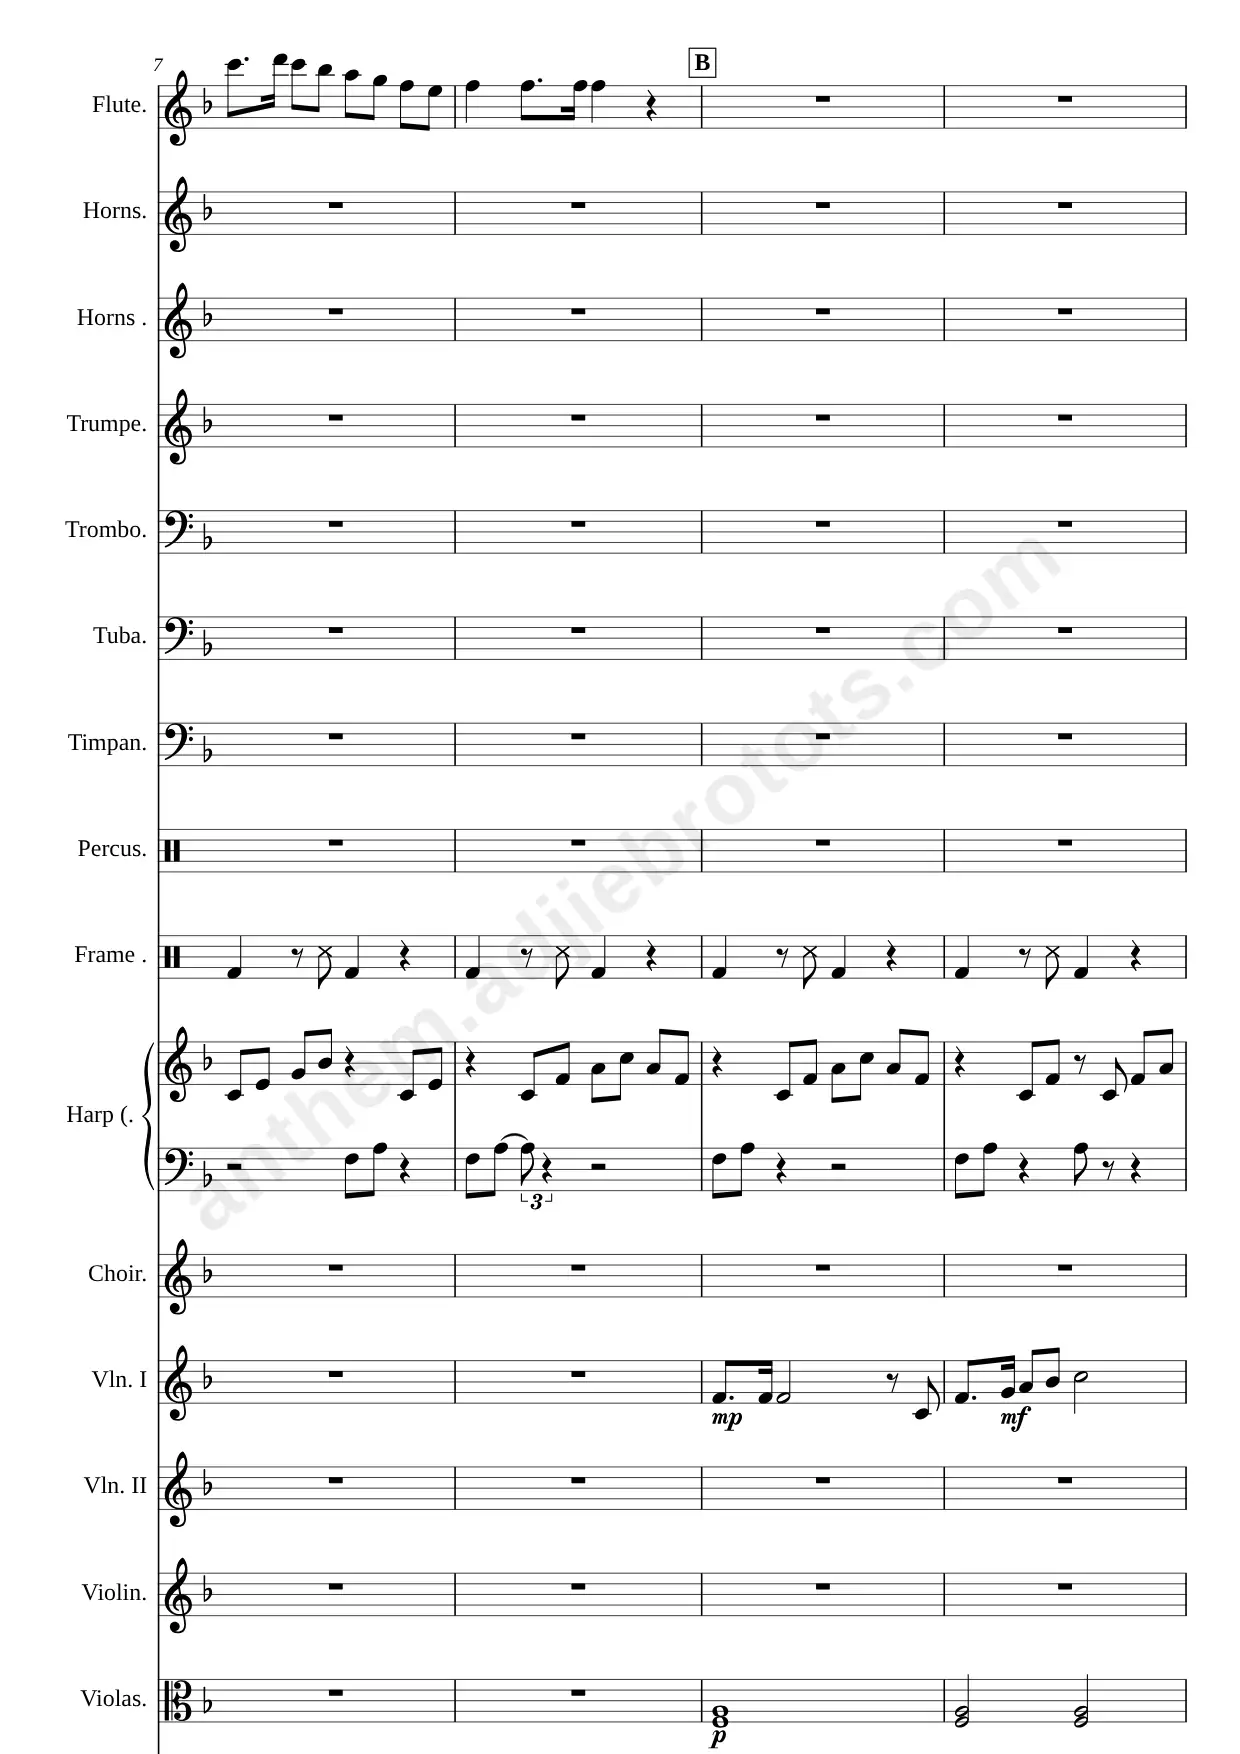 7
B
Flute.
Horns.
Horns .
Trumpe.
Trombo.
Tuba.
Timpan.
Percus.
Frame .
Harp (.
3
Choir.
Vln. I
mp
mf
Vln. II
Violin.
Violas.
p
anthem.adjiebrotots.com